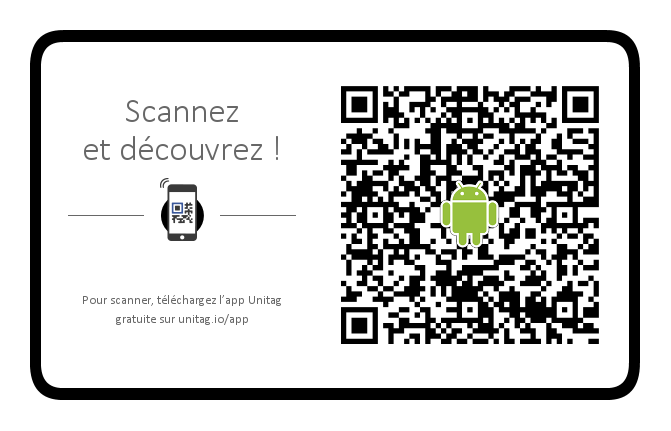 Scannez
et découvrez !
Pour scanner, téléchargez l'app Unitag
gratuite sur unitag.io/app